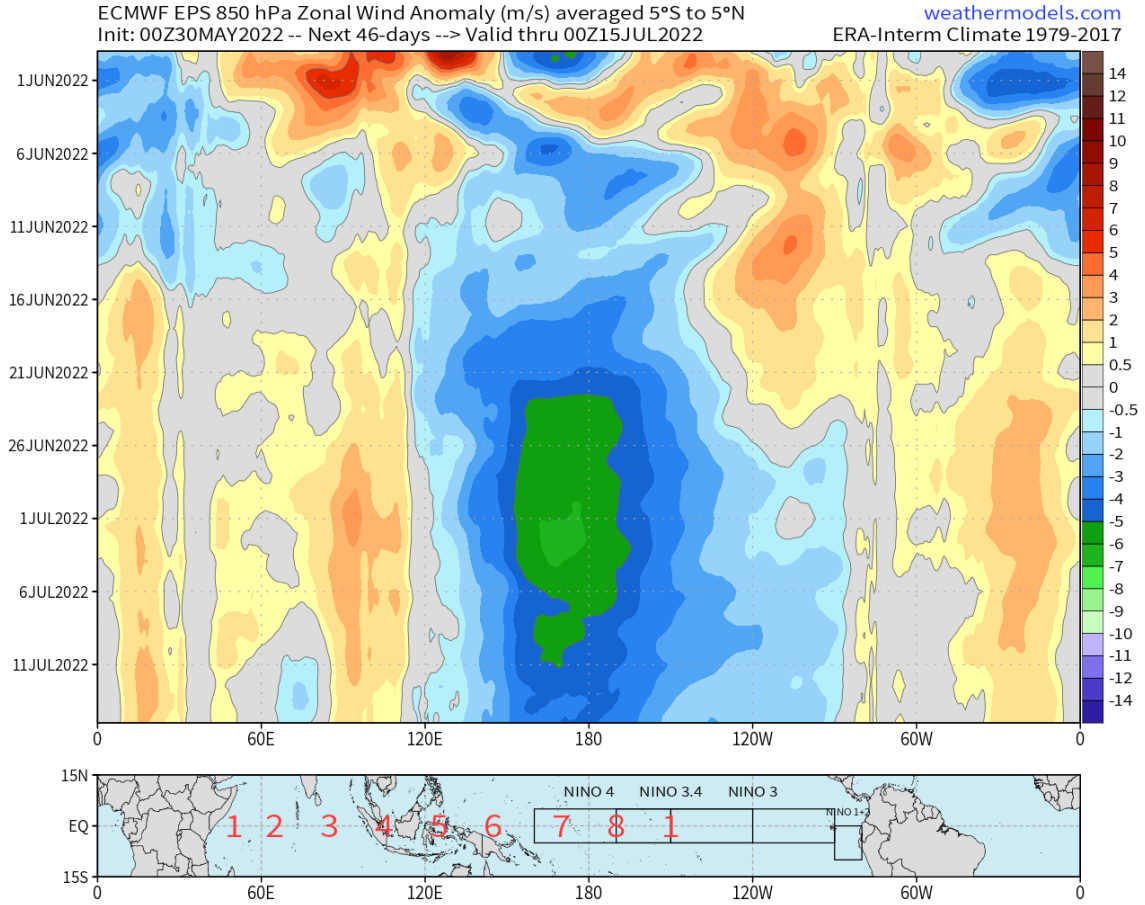 ECMWF EPS 850 hPa Zonal Wind Anomaly (m/s) averaged 5°S to 5°N
weathermodels.com
Init: 00Z30MAY2022 -- Next 46-days --> Valid thru 00Z15JUL2022
ERA-Interm Climate 1979-2017
1JUN2022
6JUN2022
11JUN2022
16JUN2022
21JUN2022
26JUN2022
1JUL2022
6JUL2022
11JUL2022
14
12
11
10
9
8
7
6
5
4
3
2
1
0.5
0
-0.5
-1
-2
-3
-4
-5
-6
-7
-8
-9
-10
-11
-12
-14
0 60E 120E 180 120W 60W 0
15N
NINO 4 NINO 3.4 NINO 3
NINO 1+2
EQ
1 2 3 4 5 6 7 8 1
15S
0 60E 120E 180 120W 60W 0